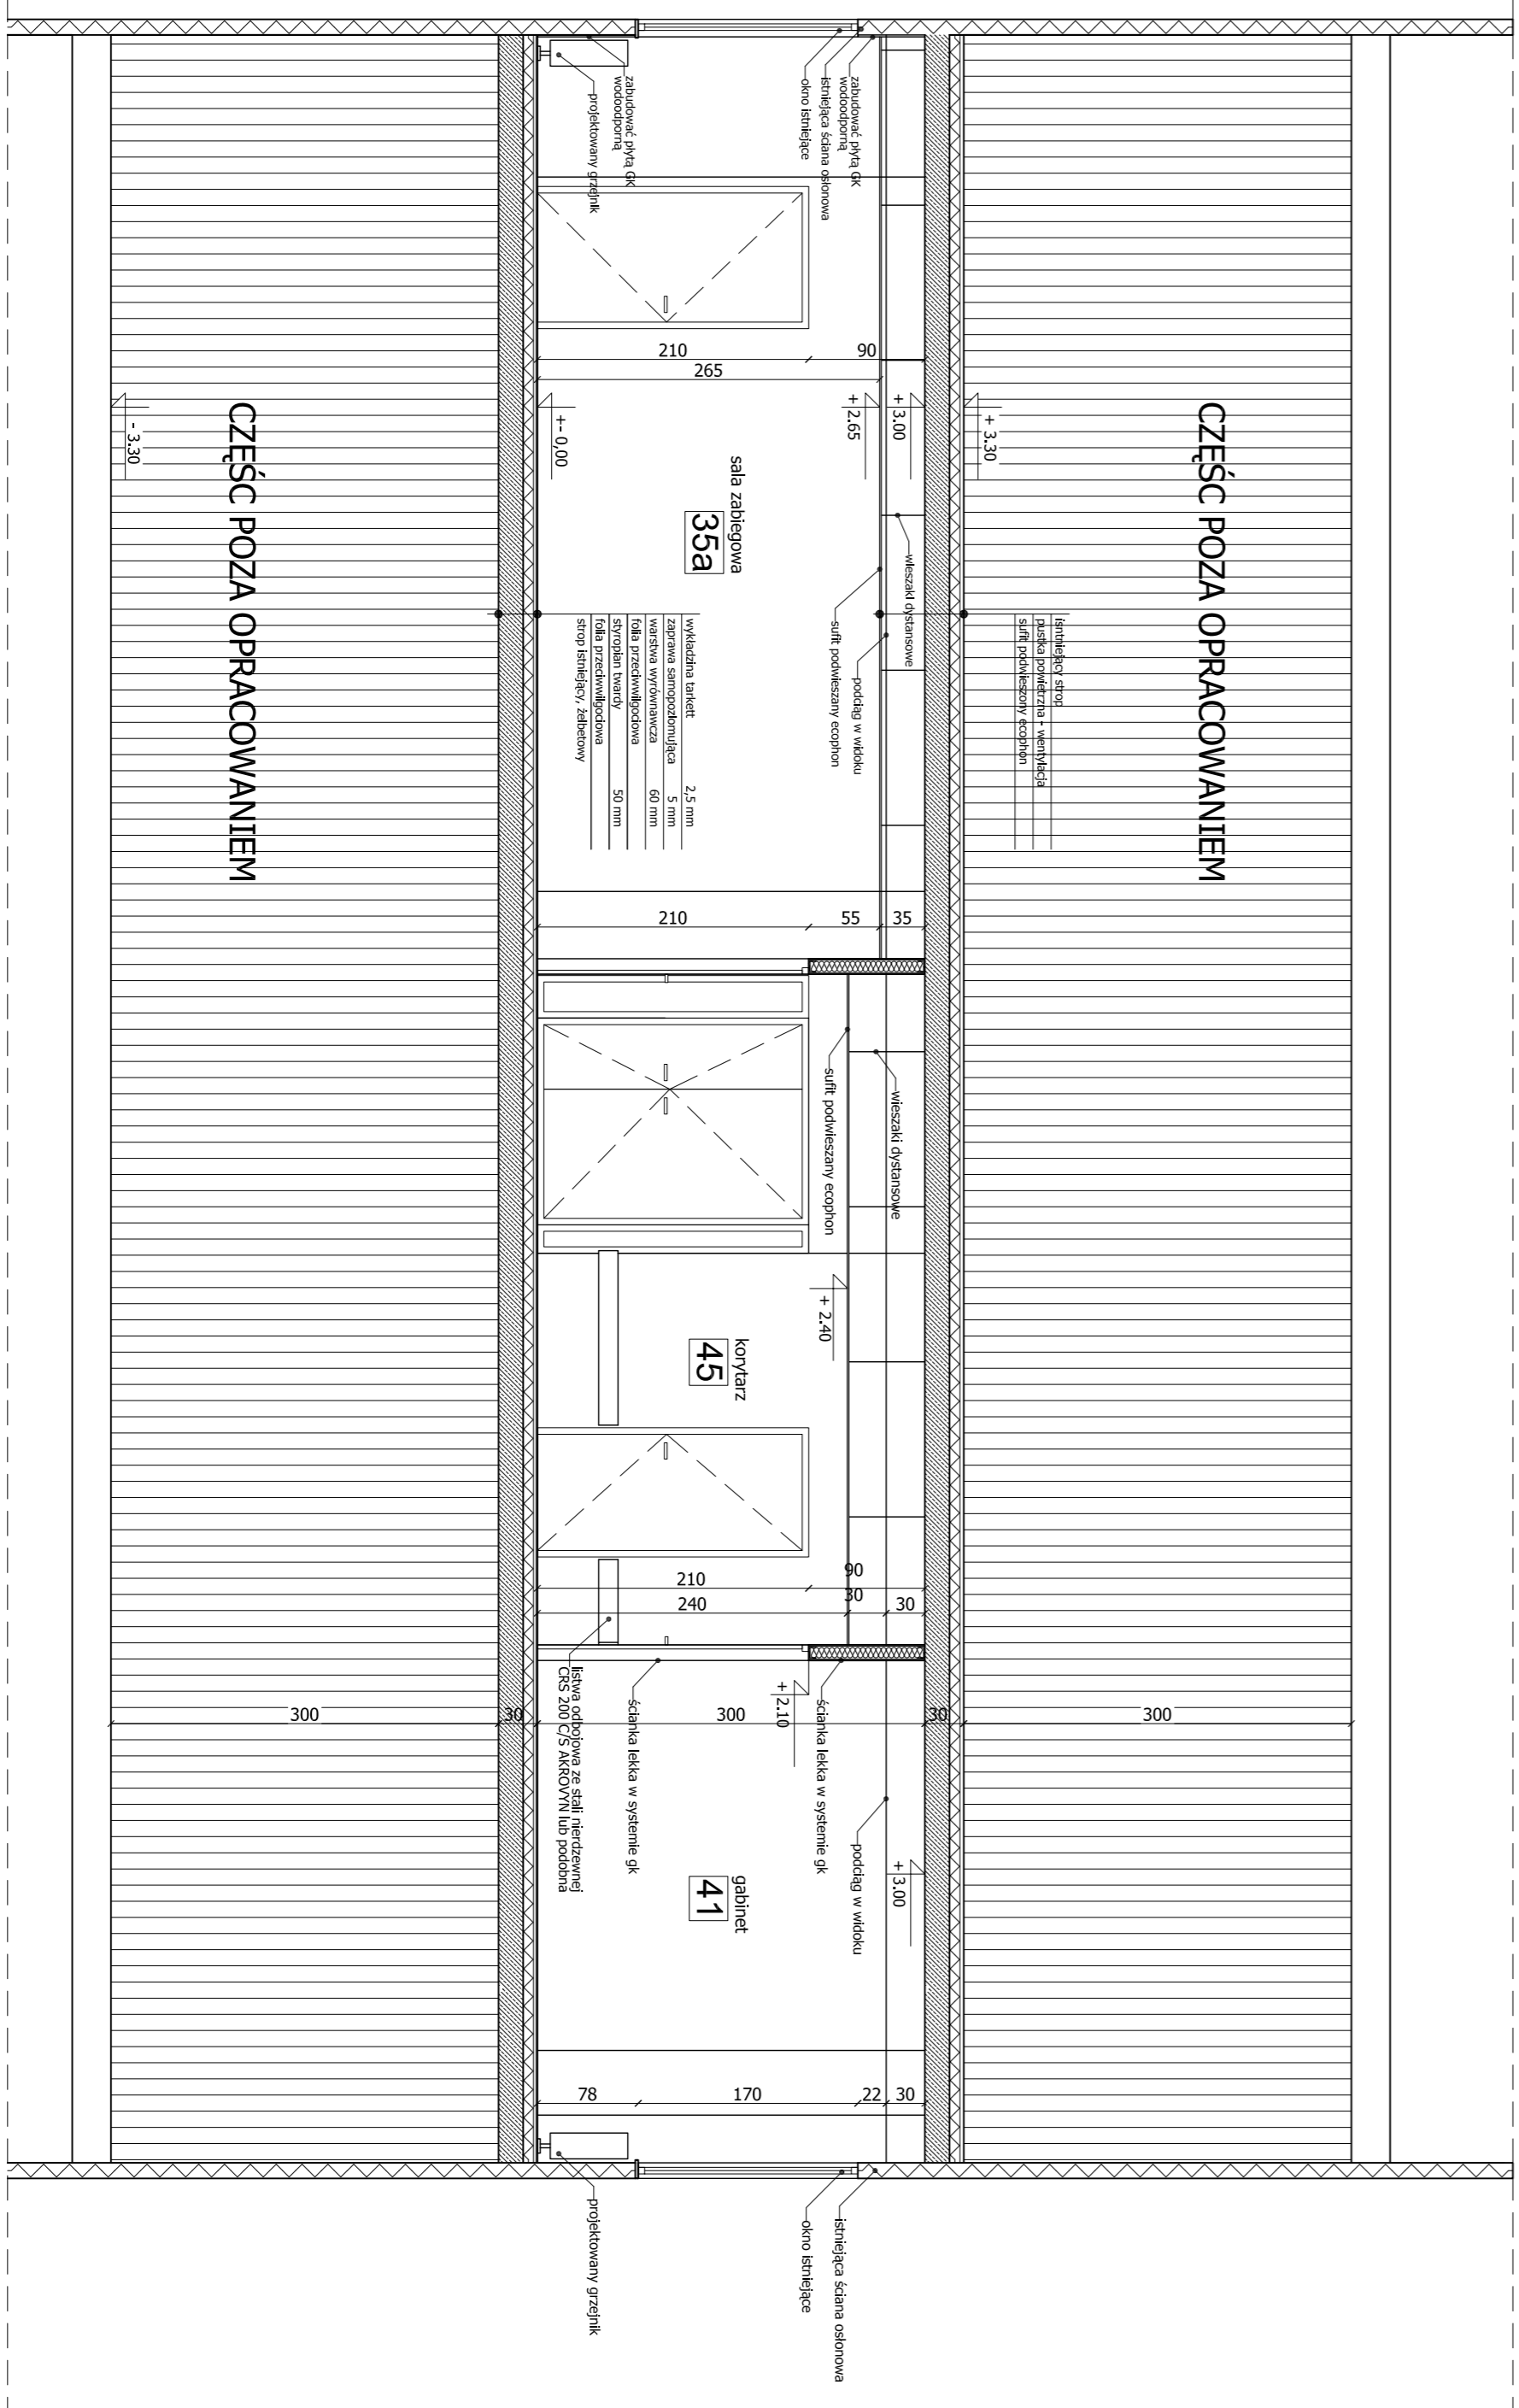 CZĘŚĆ POZA OPRACOWANIEM
isntniejący strop
pustka powietrzna - wentylacja
sufit podwieszony ecophon
+ 3.30
300
30
zabudować płytą GK
wodoodporną
istniejąca ściana osłonowa
okno istniejące
zabudować płytą GK
wodoodporną
projektowany grzejnik
90
210
265
+ 3.00
+ 2.65
+- 0,00
wieszaki dystansowe
podciąg w widoku
sufit podwieszany ecophon
sala zabiegowa
35a
wykładzina tarkett 2,5 mm
zaprawa samopoziomująca 5 mm
warstwa wyrównawcza 60 mm
folia przeciwwilgociowa
styropian twardy 50 mm
folia przeciwwilgociowa
strop istniejący, żelbetowy
35
55
210
wieszaki dystansowe
sufit podwieszany ecophon
+ 2.40
korytarz
45
90
210
30
30
240
+ 2.10
ścianka lekka w systemie gk
ścianka lekka w systemie gk
listwa odbojowa ze stali nierdzewnej
CRS 200 C/S AKROVYN lub podobna
300
podciąg w widoku
+ 3.00
gabinet
41
30
22
170
78
istniejąca ściana osłonowa
okno istniejące
projektowany grzejnik
30
300
- 3.30
CZĘŚĆ POZA OPRACOWANIEM